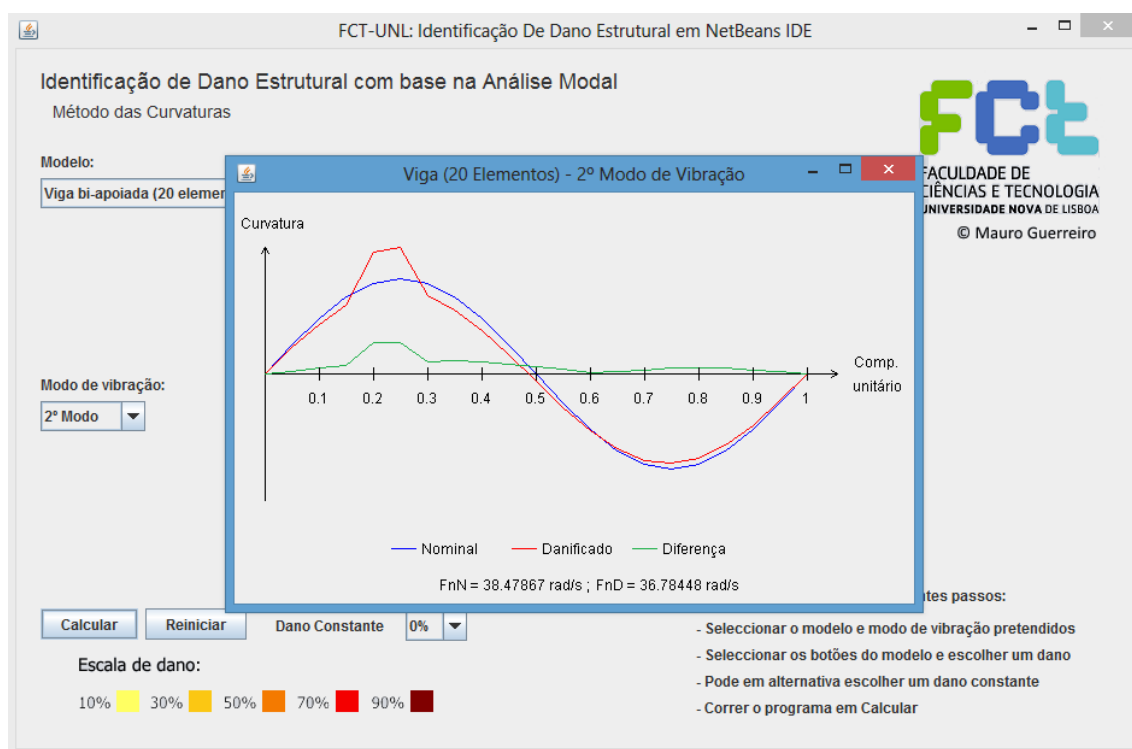 FCT-UNL: Identificação De Dano Estrutural em NetBeans IDE
Identificação de Dano Estrutural com base na Análise Modal
Método das Curvaturas
FCT
FACULDADE DE
CIÊNCIAS E TECNOLOGIA
UNIVERSIDADE NOVA DE LISBOA
© Mauro Guerreiro
Modelo:
Viga bi-apoiada (20 elemen
Viga (20 Elementos) - 2º Modo de Vibração
Curvatura
Comp.
unitário
0.1 0.2 0.3 0.4 0.5 0.6 0.7 0.8 0.9 1
Nominal Danificado Diferença
FnN = 38.47867 rad/s ; FnD = 36.78448 rad/s
Modo de vibração:
2º Modo
Calcular Reiniciar Dano Constante 0%
Escala de dano:
10% 30% 50% 70% 90%
ntes passos:
- Seleccionar o modelo e modo de vibração pretendidos
- Seleccionar os botões do modelo e escolher um dano
- Pode em alternativa escolher um dano constante
- Correr o programa em Calcular